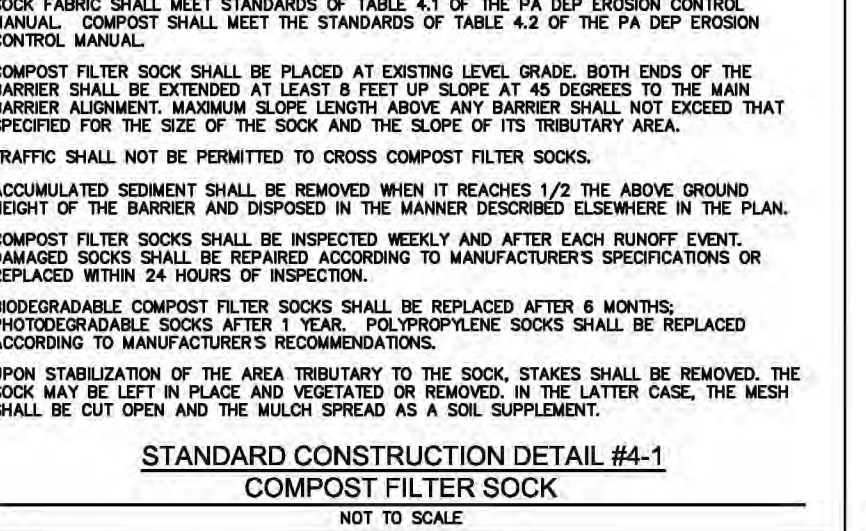 SOCK FABRIC SHALL MEET STANDARDS OF TABLE 4.1 OF THE PA DEP EROSION CONTROL
MANUAL. COMPOST SHALL MEET THE STANDARDS OF TABLE 4.2 OF THE PA DEP EROSION
CONTROL MANUAL.
COMPOST FILTER SOCK SHALL BE PLACED AT EXISTING LEVEL GRADE. BOTH ENDS OF THE
BARRIER SHALL BE EXTENDED AT LEAST 8 FEET UP SLOPE AT 45 DEGREES TO THE MAIN
BARRIER ALIGNMENT. MAXIMUM SLOPE LENGTH ABOVE ANY BARRIER SHALL NOT EXCEED THAT
SPECIFIED FOR THE SIZE OF THE SOCK AND THE SLOPE OF ITS TRIBUTARY AREA.
TRAFFIC SHALL NOT BE PERMITTED TO CROSS COMPOST FILTER SOCKS.
ACCUMULATED SEDIMENT SHALL BE REMOVED WHEN IT REACHES 1/2 THE ABOVE GROUND
HEIGHT OF THE BARRIER AND DISPOSED IN THE MANNER DESCRIBED ELSEWHERE IN THE PLAN.
COMPOST FILTER SOCKS SHALL BE INSPECTED WEEKLY AND AFTER EACH RUNOFF EVENT.
DAMAGED SOCKS SHALL BE REPAIRED ACCORDING TO MANUFACTURER'S SPECIFICATIONS OR
REPLACED WITHIN 24 HOURS OF INSPECTION.
BIODEGRADABLE COMPOST FILTER SOCKS SHALL BE REPLACED AFTER 6 MONTHS;
PHOTODEGRADABLE SOCKS AFTER 1 YEAR. POLYPROPYLENE SOCKS SHALL BE REPLACED
ACCORDING TO MANUFACTURER'S RECOMMENDATIONS.
UPON STABILIZATION OF THE AREA TRIBUTARY TO THE SOCK, STAKES SHALL BE REMOVED. THE
SOCK MAY BE LEFT IN PLACE AND VEGETATED OR REMOVED. IN THE LATTER CASE, THE MESH
SHALL BE CUT OPEN AND THE MULCH SPREAD AS A SOIL SUPPLEMENT.
STANDARD CONSTRUCTION DETAIL #4-1
COMPOST FILTER SOCK
NOT TO SCALE